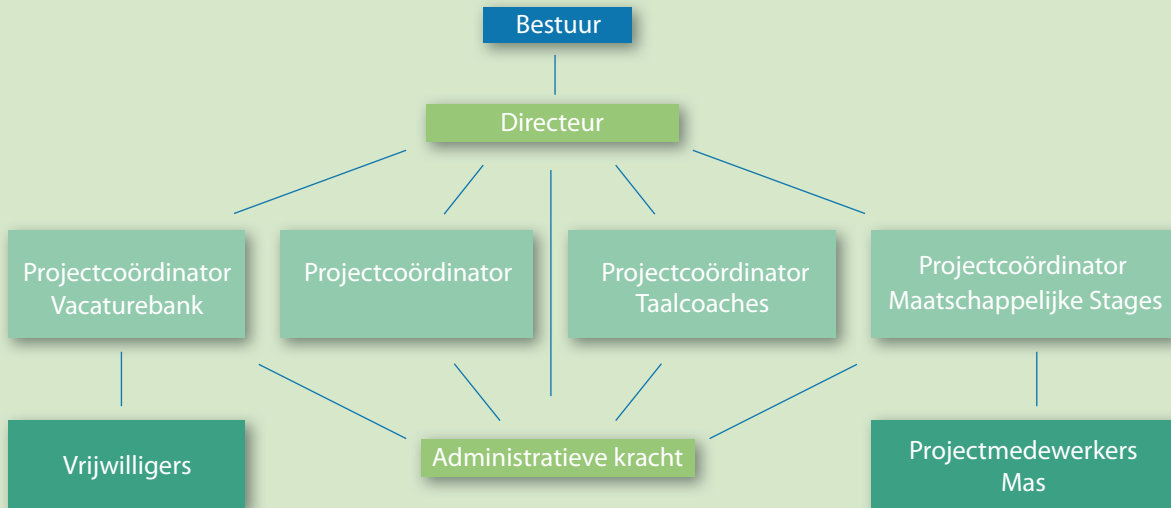 Bestuur
Directeur
Projectcoördinator
Vacaturebank
Projectcoördinator
Projectcoördinator
Taalcoaches
Projectcoördinator
Maatschappelijke Stages
Vrijwilligers
Administratieve kracht
Projectmedewerkers
Mas